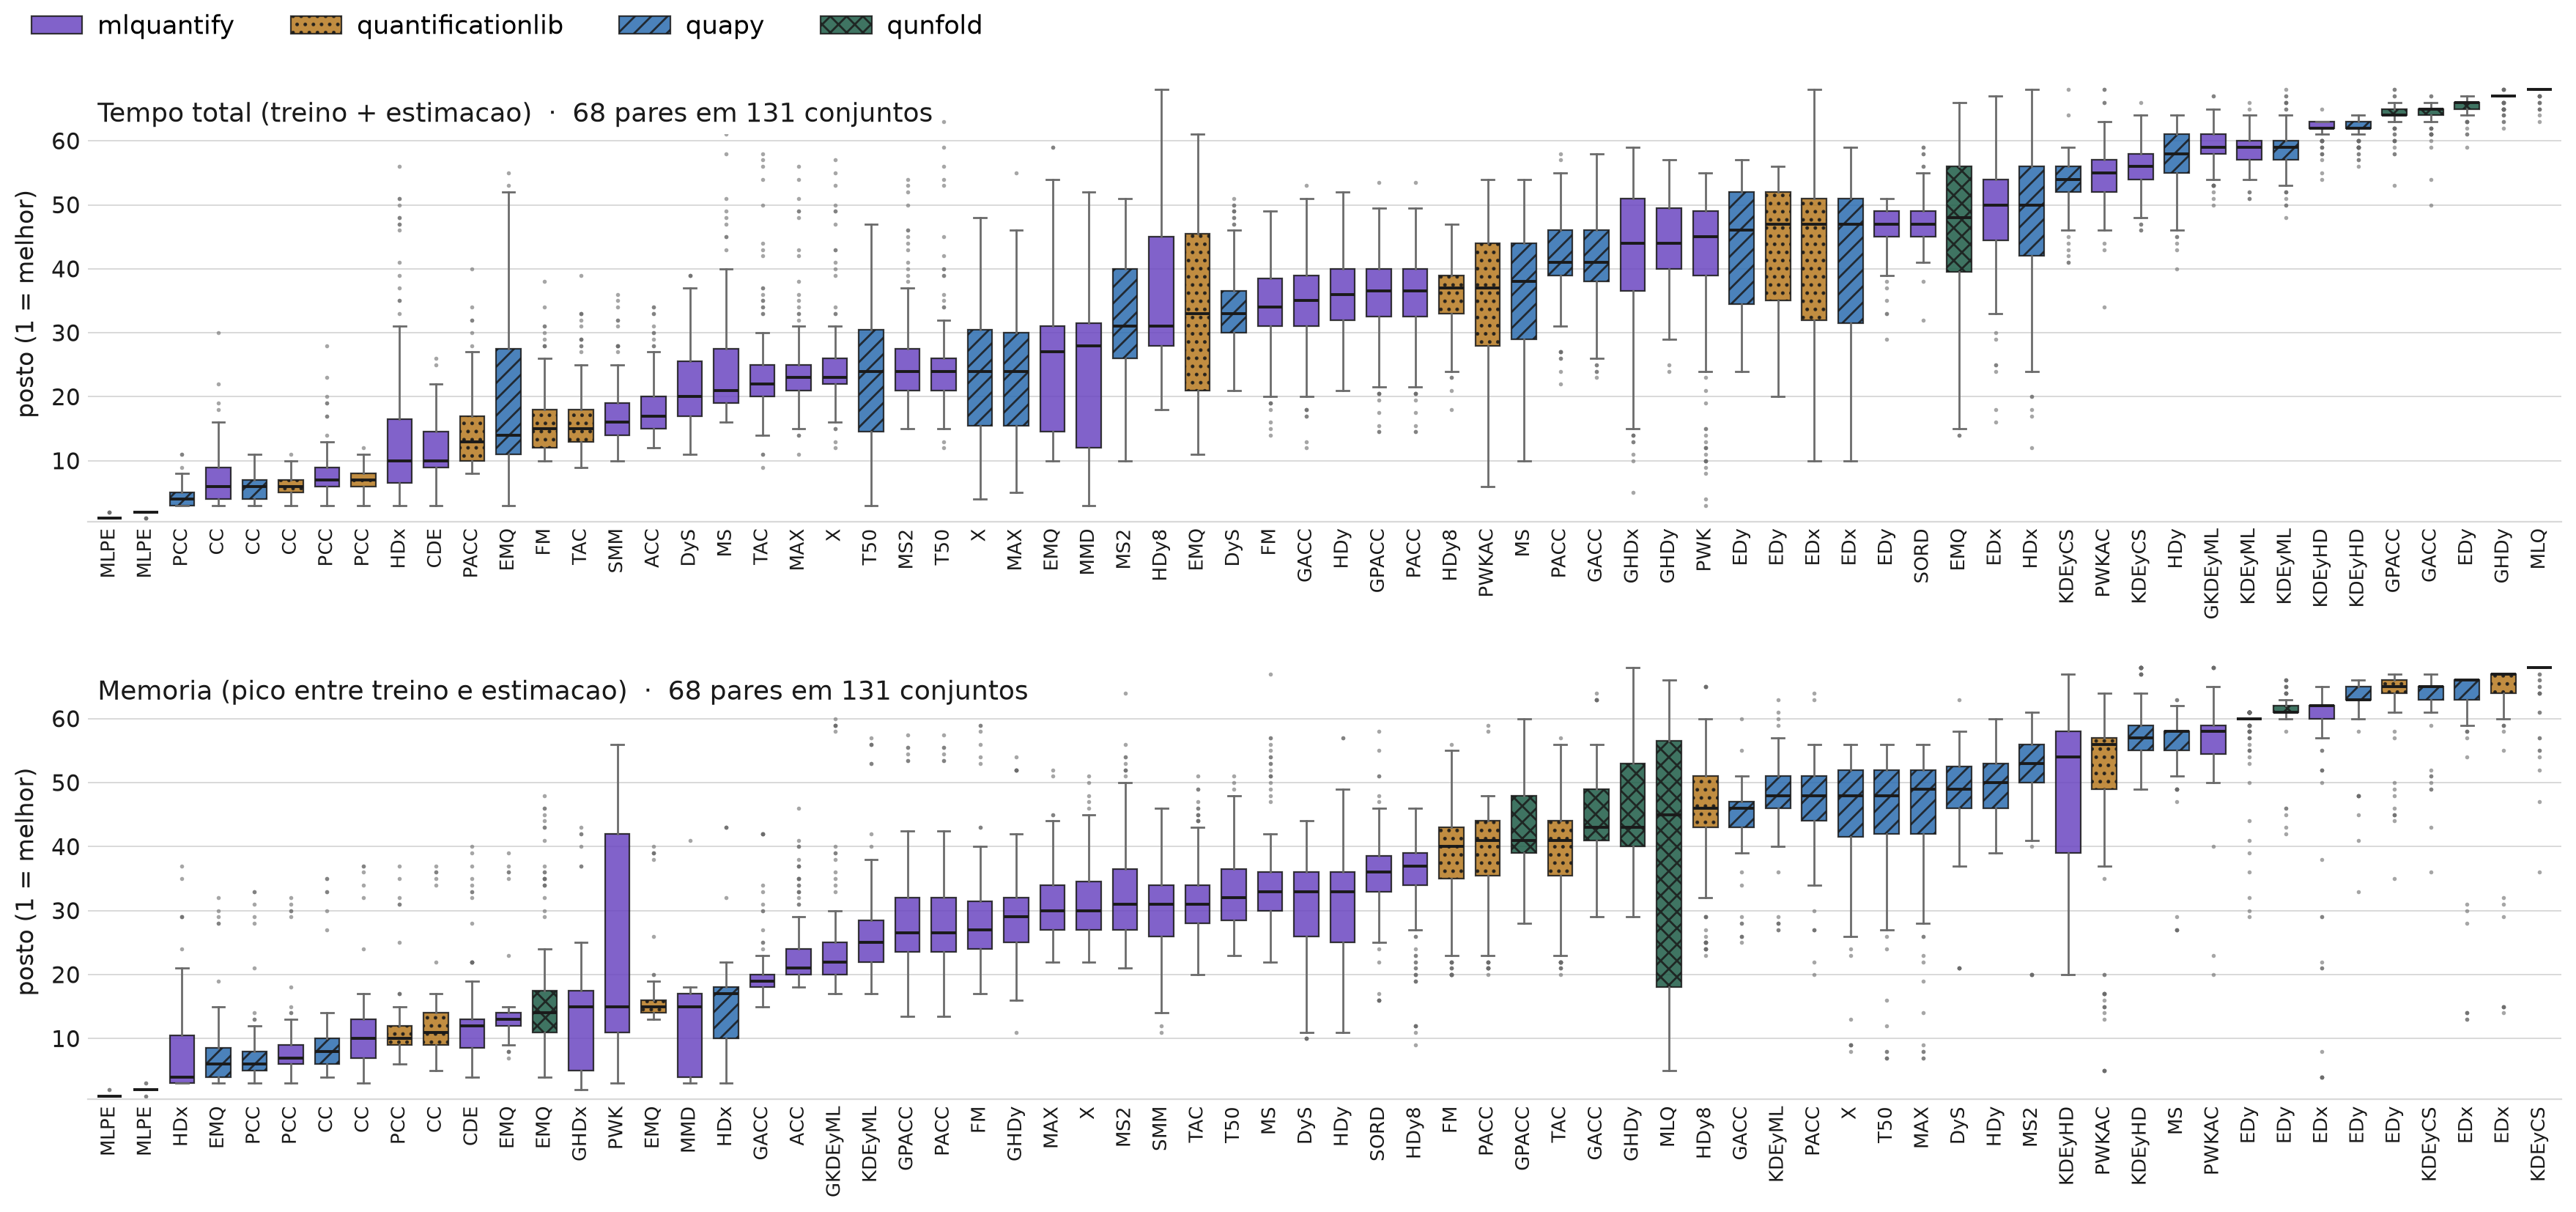 mlquantify quantificationlib quapy qunfold
Tempo total (treino + estimacao) · 68 pares em 131 conjuntos
posto (1 = melhor)
60
50
40
30
20
10
MLPE MLPE PCC CC CC CC PCC PCC HDx CDE PACC EMQ FM TAC SMM ACC DyS MS TAC MAX X T50 MS2 T50 X MAX EMQ MMD MS2 HDy8 EMQ DyS FM GACC HDy GPACC PACC HDy8 PWKAC MS PACC GACC GHDx GHDy PWK EDy EDy EDx EDx EDy SORD EMQ EDx HDx KDEyCS PWKAC KDEyCS HDy GKDEyML KDEyML KDEyML KDEyHD KDEyHD GPACC GACC EDy GHDy MLQ
Memoria (pico entre treino e estimacao) · 68 pares em 131 conjuntos
posto (1 = melhor)
60
50
40
30
20
10
MLPE MLPE HDx EMQ PCC PCC CC CC PCC CC CDE EMQ EMQ GHDx PWK EMQ MMD HDx GACC ACC GKDEyML KDEyML GPACC PACC FM GHDy MAX X MS2 SMM TAC T50 MS DyS HDy SORD HDy8 FM PACC GPACC TAC GACC GHDy MLQ HDy8 GACC KDEyML PACC X T50 MAX DyS HDy MS2 KDEyHD PWKAC KDEyHD MS PWKAC EDy EDy EDx EDy EDy KDEyCS EDx EDx KDEyCS